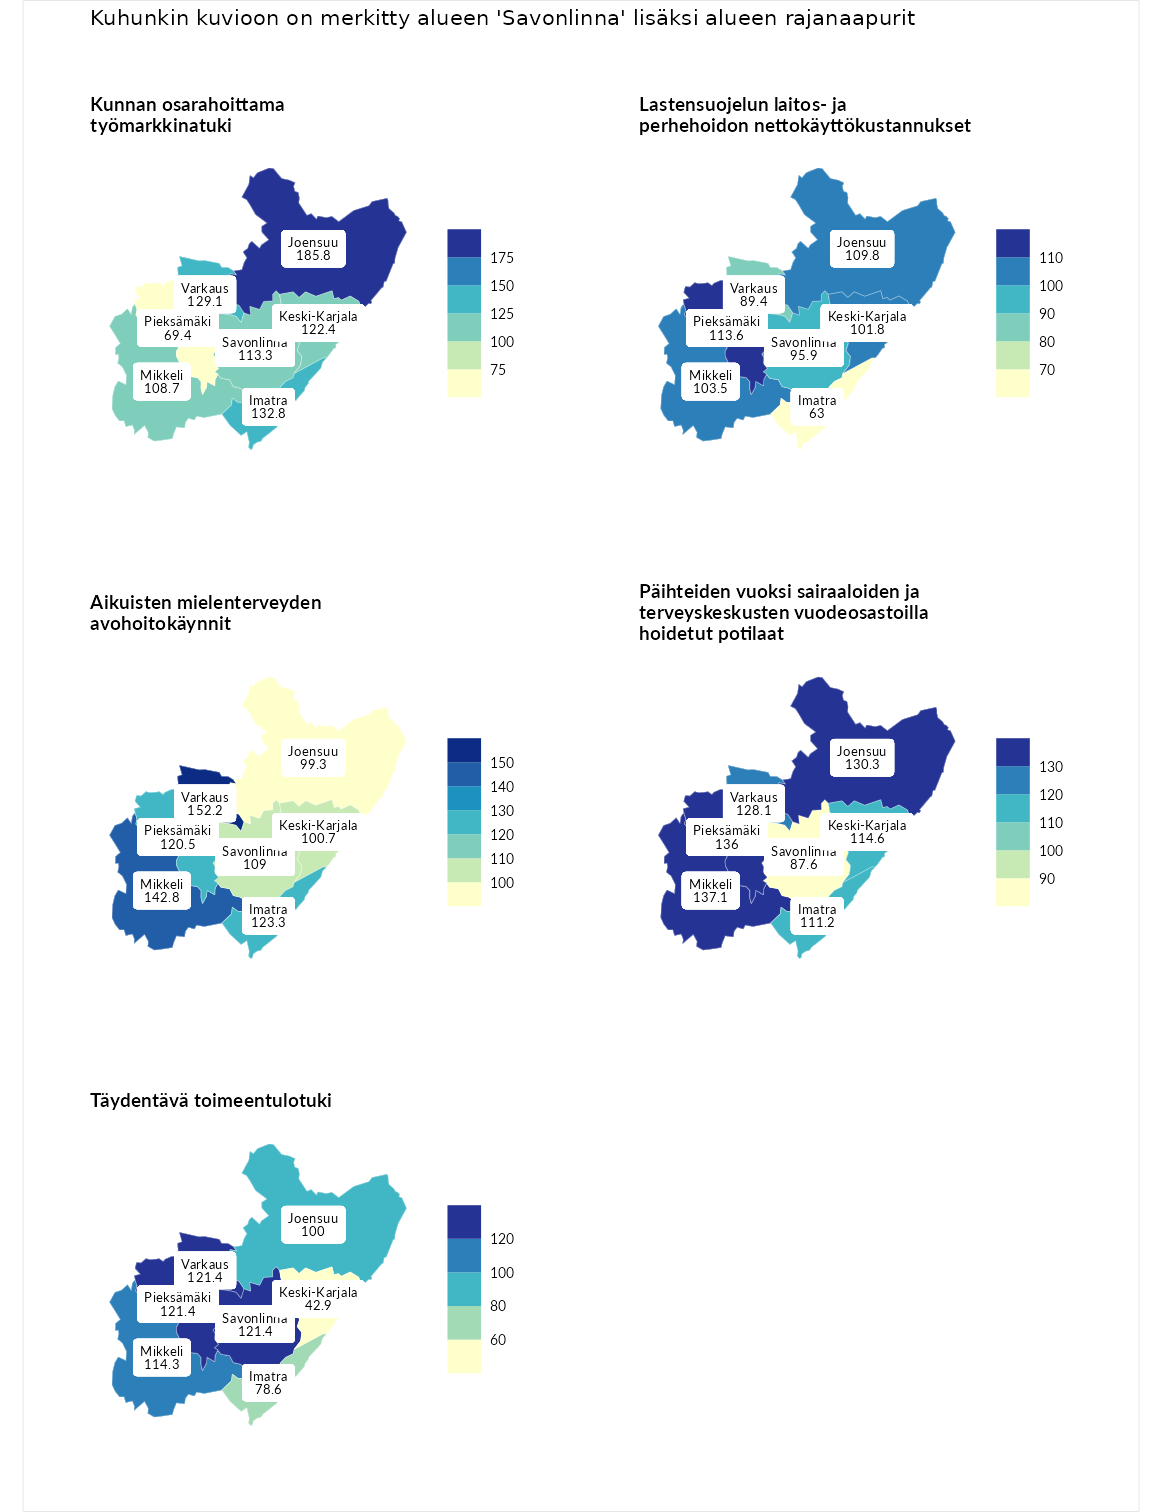 Kuhunkin kuvioon on merkitty alueen 'Savonlinna' lisäksi alueen rajanaapurit
Kunnan osarahoittama
työmarkkinatuki
Joensuu
185.8
Varkaus
129.1
Keski-Karjala
122.4
Pieksämäki
69.4
Savonlinna
113.3
Mikkeli
108.7
Imatra
132.8
175
150
125
100
75
Lastensuojelun laitos- ja
perhehoidon nettokäyttökustannukset
Joensuu
109.8
Varkaus
89.4
Keski-Karjala
101.8
Pieksämäki
113.6
Savonlinna
95.9
Mikkeli
103.5
Imatra
63
110
100
90
80
70
Aikuisten mielenterveyden
avohoitokäynnit
Joensuu
99.3
Varkaus
152.2
Keski-Karjala
100.7
Pieksämäki
120.5
Savonlinna
109
Mikkeli
142.8
Imatra
123.3
150
140
130
120
110
100
Päihteiden vuoksi sairaaloiden ja
terveyskeskusten vuodeosastoilla
hoidetut potilaat
Joensuu
130.3
Varkaus
128.1
Keski-Karjala
114.6
Pieksämäki
136
Savonlinna
87.6
Mikkeli
137.1
Imatra
111.2
130
120
110
100
90
Täydentävä toimeentulotuki
Joensuu
100
Varkaus
121.4
Keski-Karjala
42.9
Pieksämäki
121.4
Savonlinna
121.4
Mikkeli
114.3
Imatra
78.6
120
100
80
60